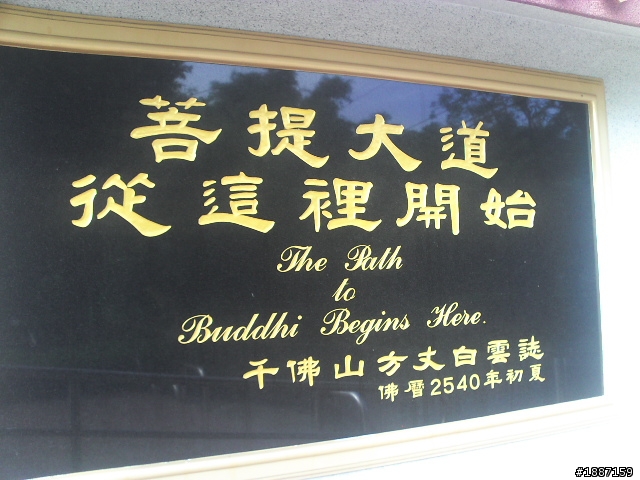 菩提大道
從這裡開始
The Path
to
Buddhi Begins Here.
千佛山方丈白雲誌
佛曆2540年初夏
#1887159